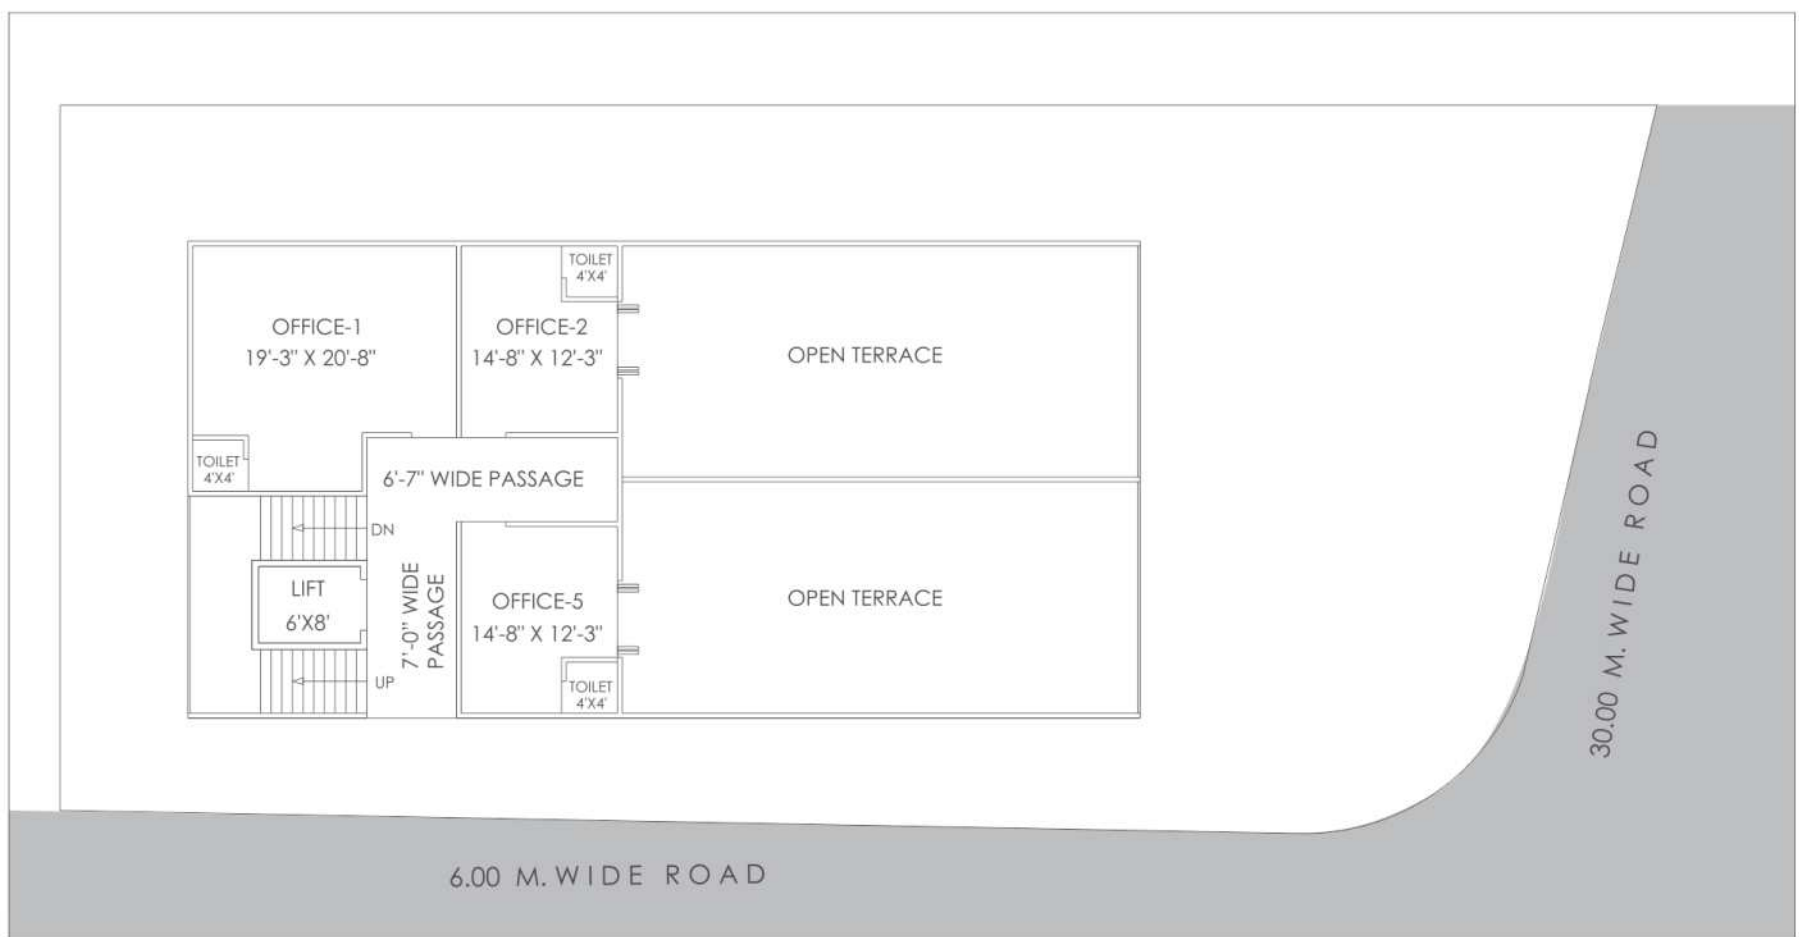 OFFICE-1
19'-3" X 20'-8"
TOILET
4'X4'
OFFICE-2
14'-8" X 12'-3"
TOILET
4'X4'
OPEN TERRACE
6'-7" WIDE PASSAGE
DN
LIFT
6'X8'
UP
7'-0" WIDE
PASSAGE
OFFICE-5
14'-8" X 12'-3"
TOILET
4'X4'
OPEN TERRACE
30.00 M. WIDE ROAD
6.00 M. WIDE ROAD